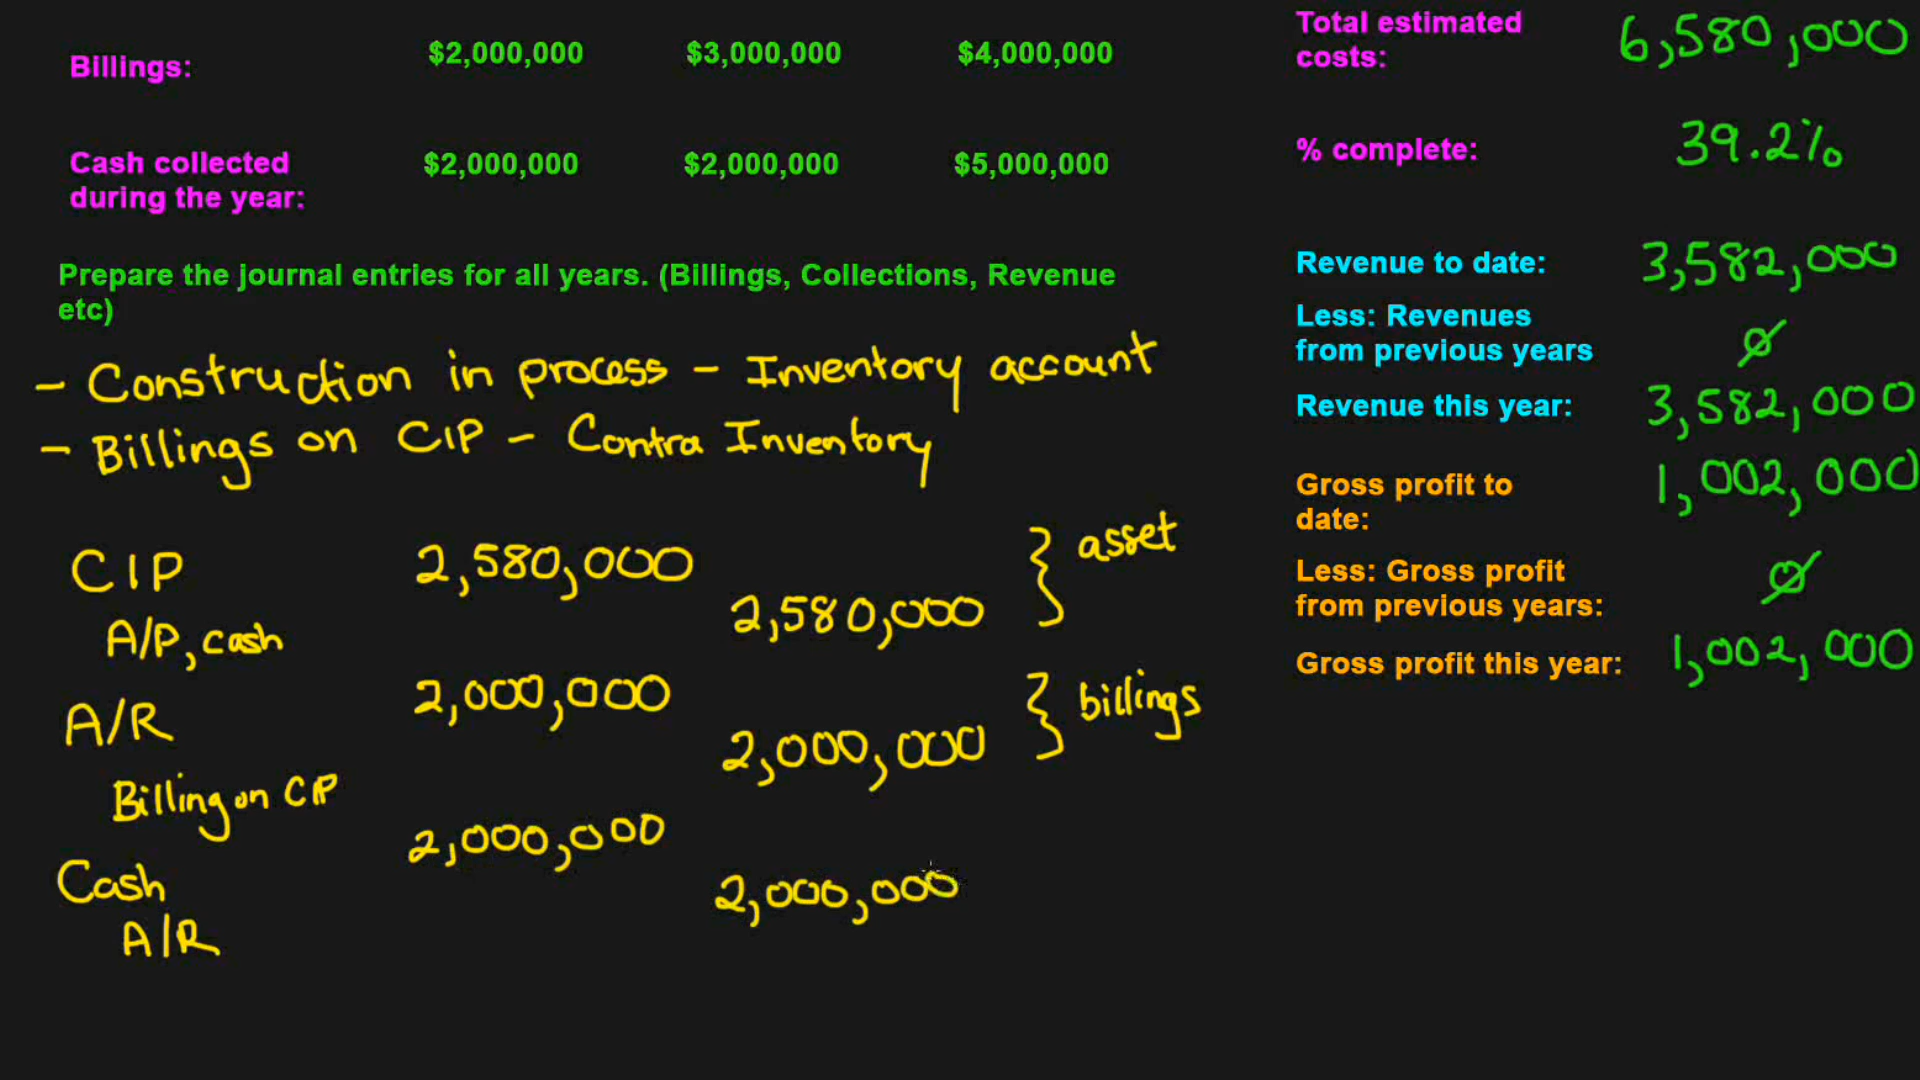 Billings: $2,000,000 $3,000,000 $4,000,000
Cash collected
during the year: $2,000,000 $2,000,000 $5,000,000
Prepare the journal entries for all years. (Billings, Collections, Revenue
etc)
- Construction in process - Inventory account
- Billings on CIP - Contra Inventory
CIP 2,580,000
A/P, cash 2,580,000 } asset
A/R 2,000,000
Billing on CIP 2,000,000 } billings
Cash 2,000,000
A/R 2,000,000
Total estimated
costs: 6,580,000
% complete: 39.2%
Revenue to date: 3,582,000
Less: Revenues
from previous years ∅
Revenue this year: 3,582,000
Gross profit to
date: 1,002,000
Less: Gross profit
from previous years: ∅
Gross profit this year: 1,002,000